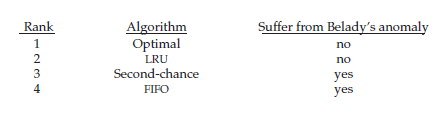 Rank Algorithm Suffer from Belady's anomaly
1 Optimal no
2 LRU no
3 Second-chance yes
4 FIFO yes